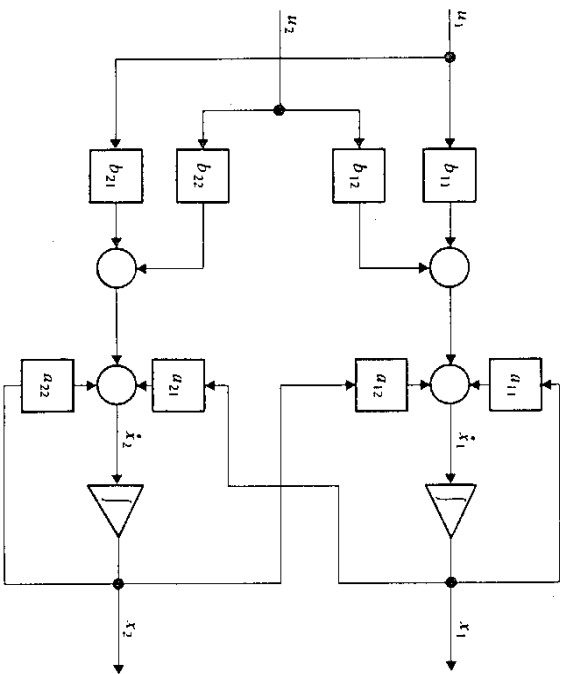 a₁₁
u₁
ẋ₁
x₁
b₁₁
∫
a₁₂
b₁₂
u₂
b₂₂
a₂₁
ẋ₂
x₂
b₂₁
∫
a₂₂